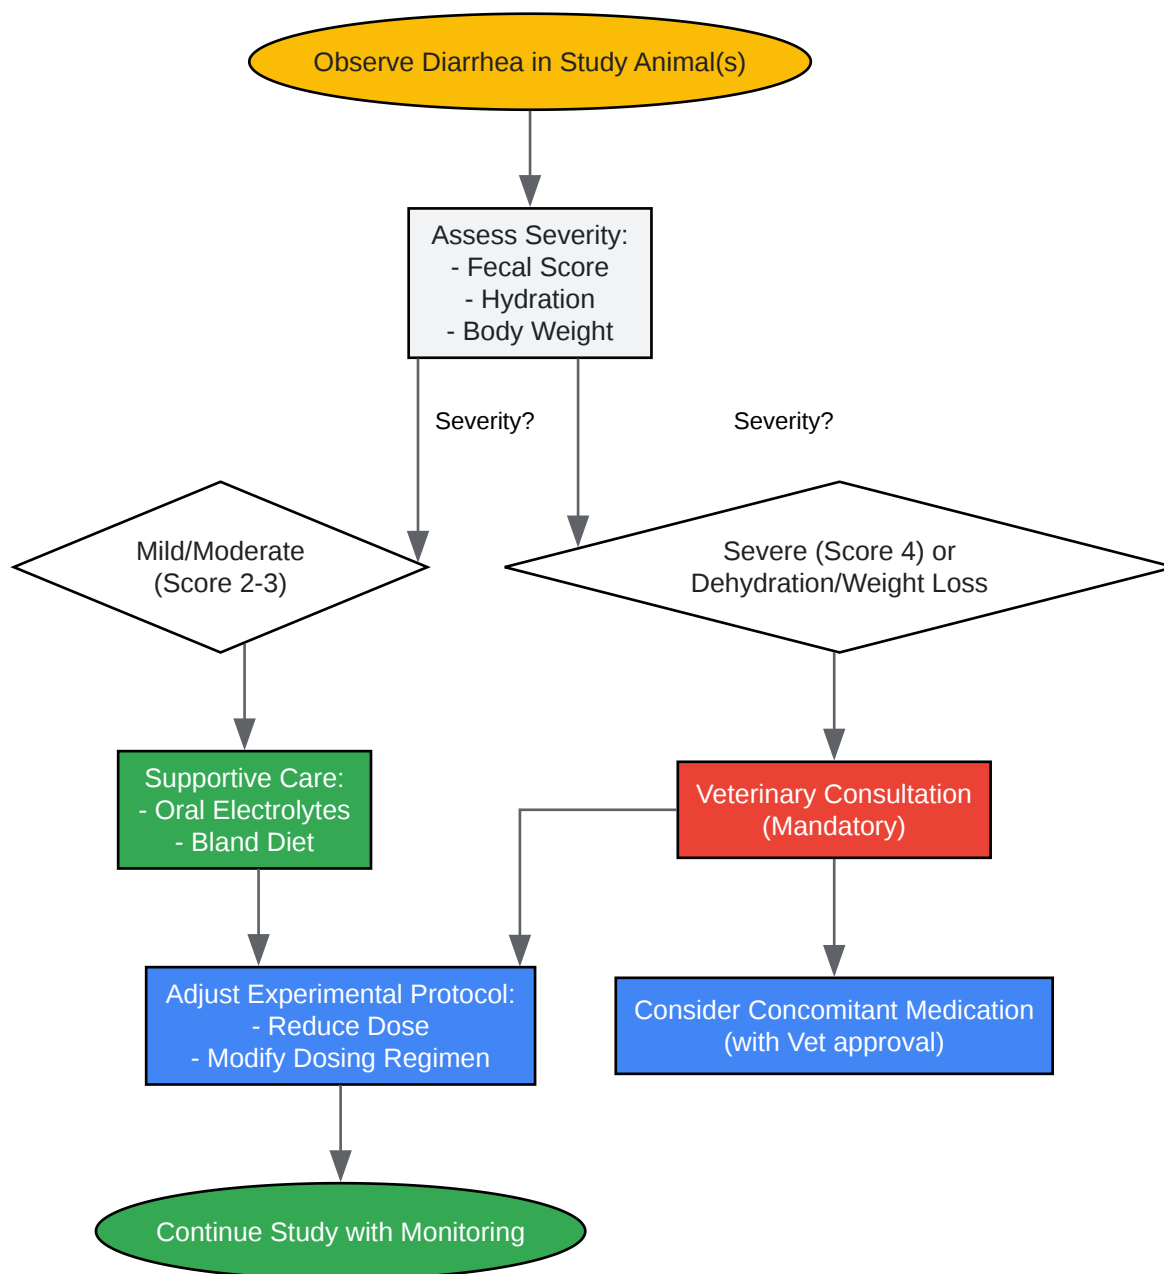 Observe Diarrhea in Study Animal(s)
Assess Severity:
- Fecal Score
- Hydration
- Body Weight
Severity?
Severity?
Mild/Moderate
(Score 2-3)
Severe (Score 4) or
Dehydration/Weight Loss
Supportive Care:
- Oral Electrolytes
- Bland Diet
Veterinary Consultation
(Mandatory)
Adjust Experimental Protocol:
- Reduce Dose
- Modify Dosing Regimen
Consider Concomitant Medication
(with Vet approval)
Continue Study with Monitoring